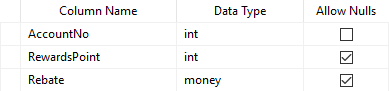 Column Name Data Type Allow Nulls
AccountNo int
RewardsPoint int
Rebate money